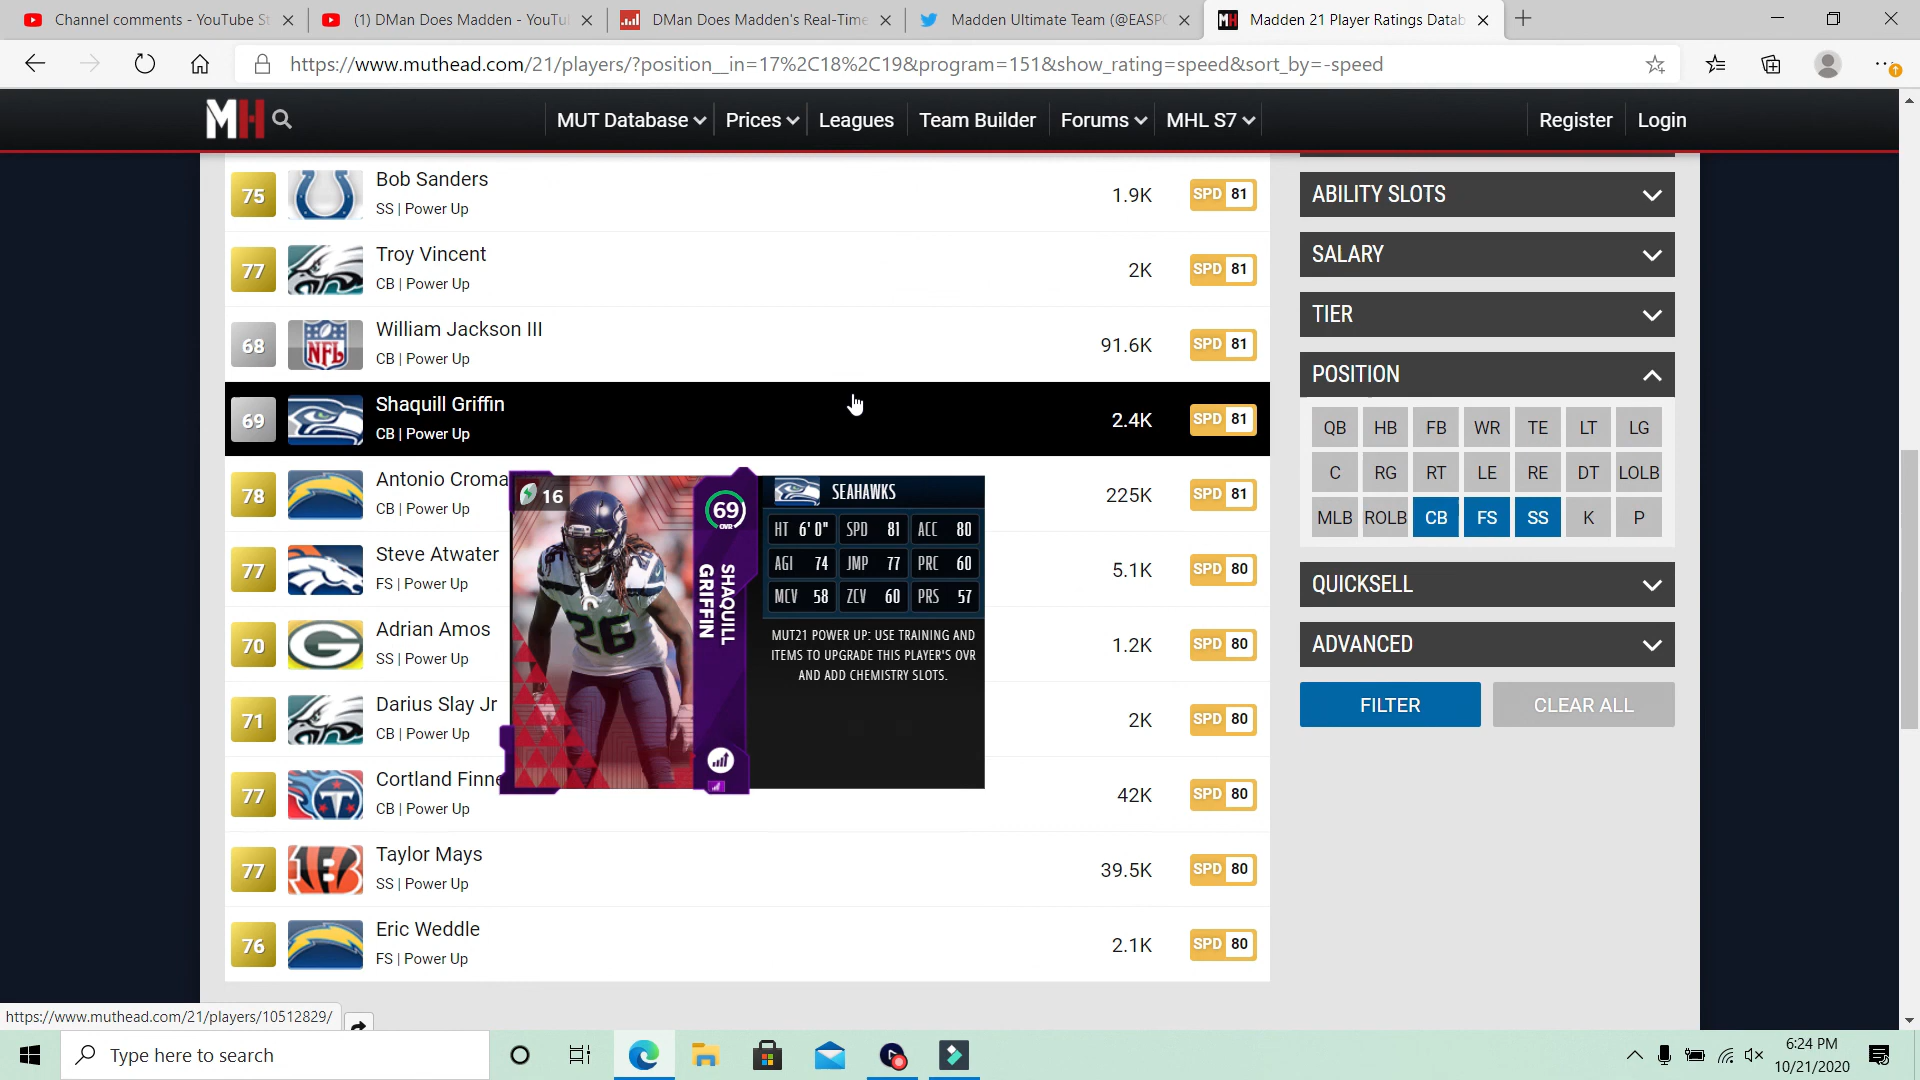 Channel comments - YouTube St
(1) DMan Does Madden - YouTu
DMan Does Madden's Real-Time
Madden Ultimate Team (@EASPO
Madden 21 Player Ratings Datab
https://www.muthead.com/21/players/?position__in=17%2C18%2C19&program=151&show_rating=speed&sort_by=-speed
MH
MUT Database
Prices
Leagues
Team Builder
Forums
MHL S7
Register
Login
75
Bob Sanders
SS | Power Up
1.9K
SPD 81
77
Troy Vincent
CB | Power Up
2K
SPD 81
68
NFL
William Jackson III
CB | Power Up
91.6K
SPD 81
69
Shaquill Griffin
CB | Power Up
2.4K
SPD 81
78
Antonio Croma
CB | Power Up
225K
SPD 81
77
Steve Atwater
FS | Power Up
5.1K
SPD 80
70
Adrian Amos
SS | Power Up
1.2K
SPD 80
71
Darius Slay Jr
CB | Power Up
2K
SPD 80
77
Cortland Finne
CB | Power Up
42K
SPD 80
77
Taylor Mays
SS | Power Up
39.5K
SPD 80
76
Eric Weddle
FS | Power Up
2.1K
SPD 80
16
69
OVR
SHAQUILL
GRIFFIN
26
SEAHAWKS
HT 6'0" SPD 81 ACC 80
AGI 74 JMP 77 PRC 60
MCV 58 ZCV 60 PRS 57
MUT21 POWER UP: USE TRAINING AND
ITEMS TO UPGRADE THIS PLAYER'S OVR
AND ADD CHEMISTRY SLOTS.
ABILITY SLOTS
SALARY
TIER
POSITION
QB HB FB WR TE LT LG
C RG RT LE RE DT LOLB
MLB ROLB CB FS SS K P
QUICKSELL
ADVANCED
FILTER
CLEAR ALL
https://www.muthead.com/21/players/10512829/
Type here to search
6:24 PM
10/21/2020